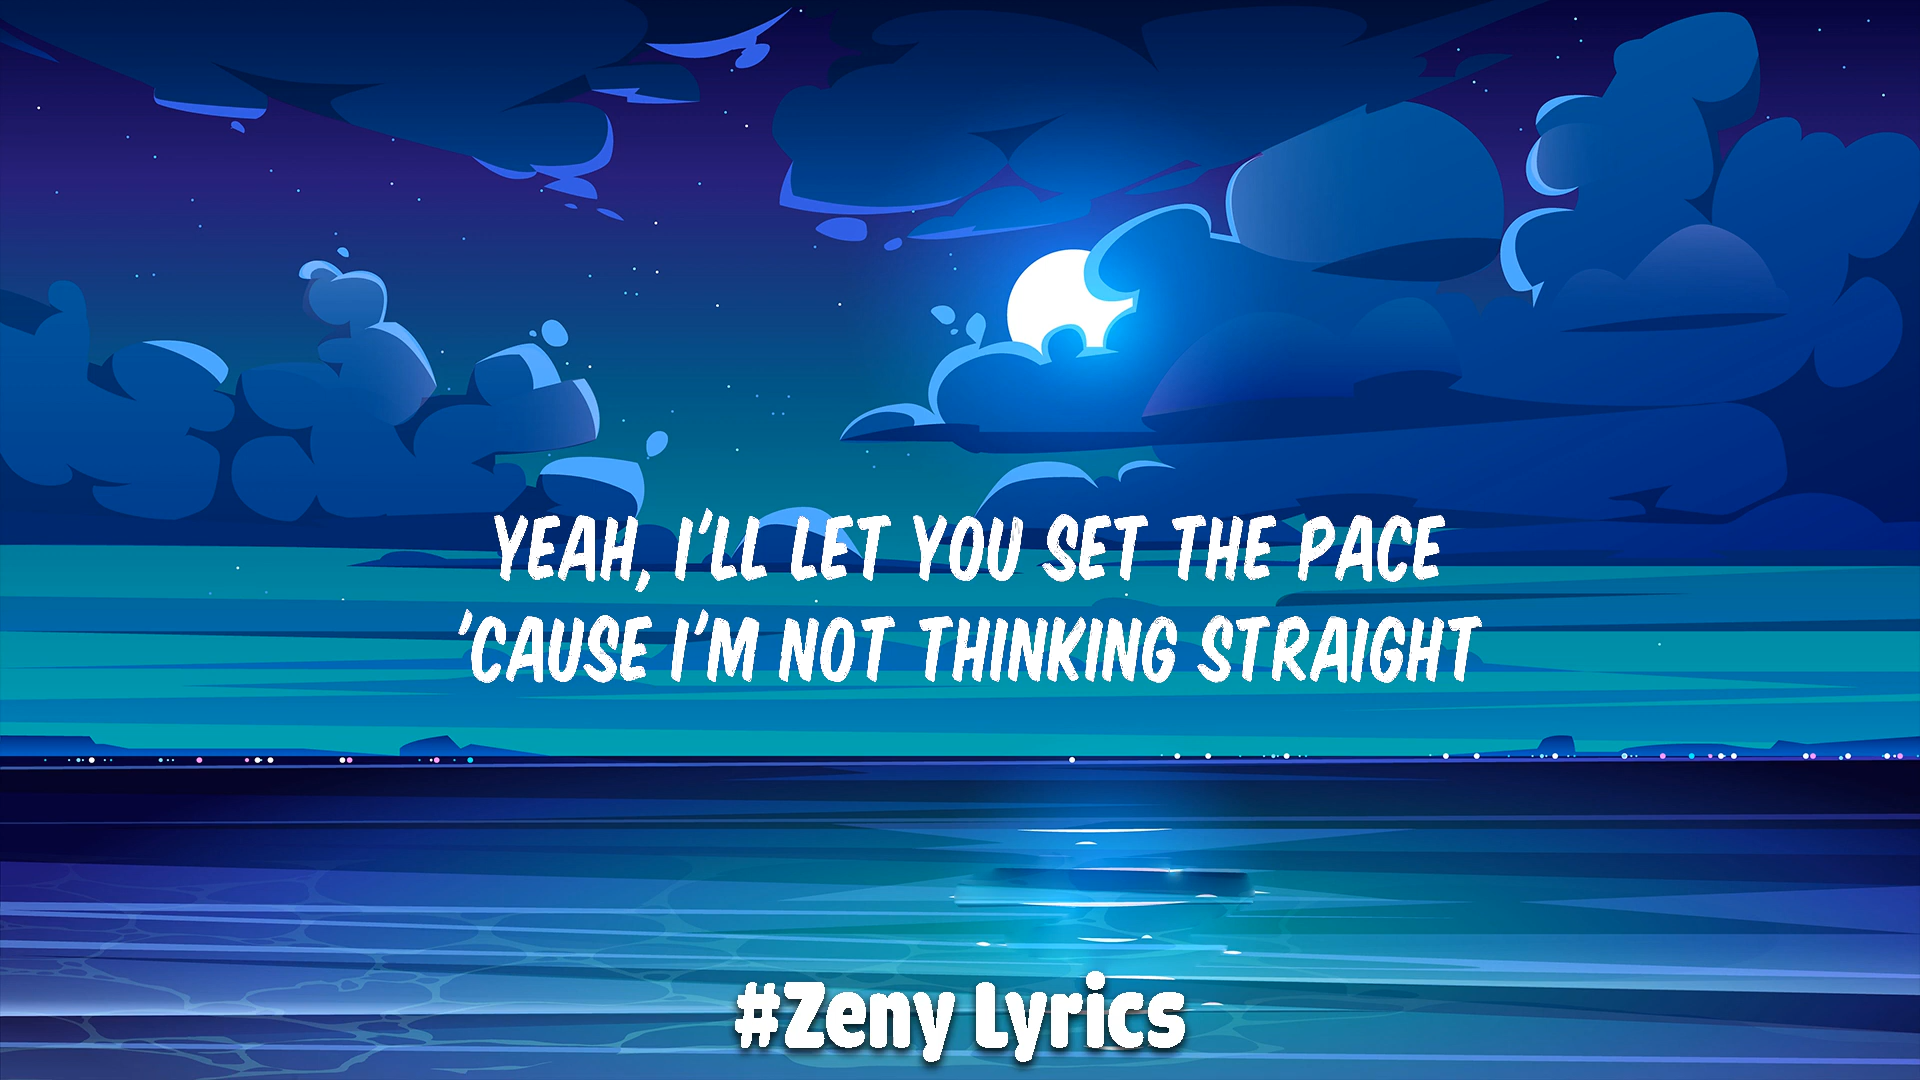 YEAH, I'LL LET YOU SET THE PACE
'CAUSE I'M NOT THINKING STRAIGHT
#Zeny Lyrics